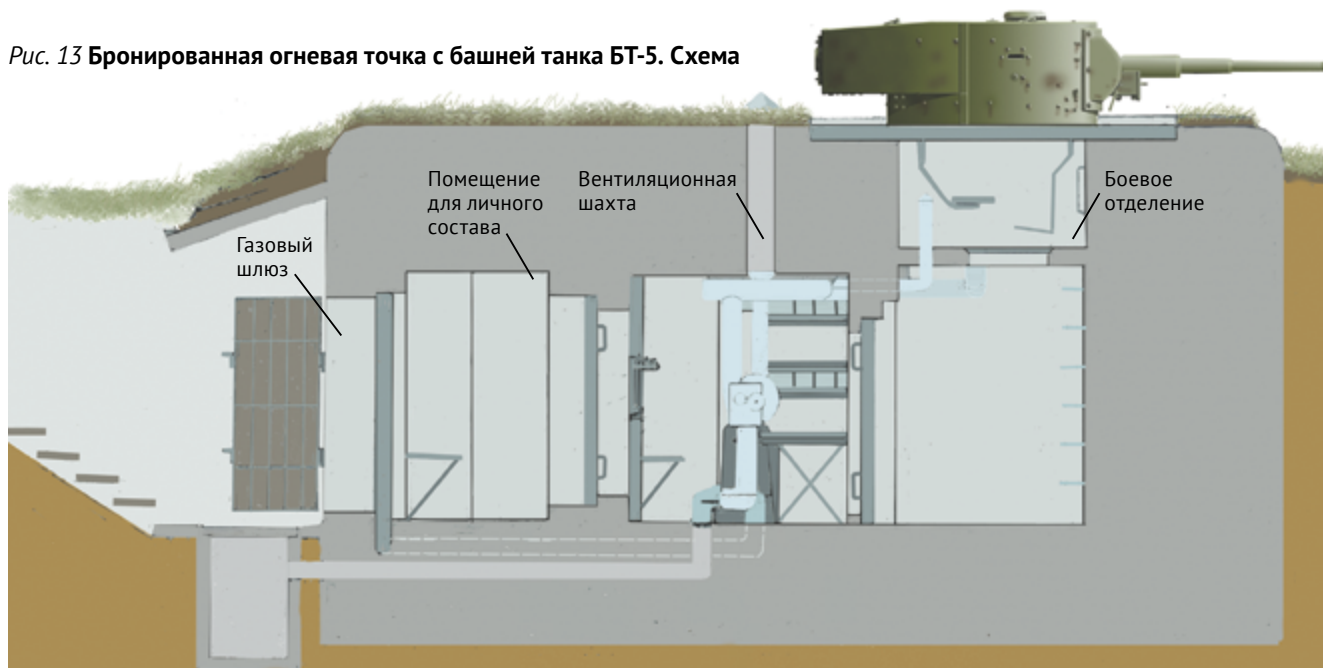 Рис. 13 Бронированная огневая точка с башней танка БТ-5. Схема
Помещение
для личного
состава
Вентиляционная
шахта
Боевое
отделение
Газовый
шлюз